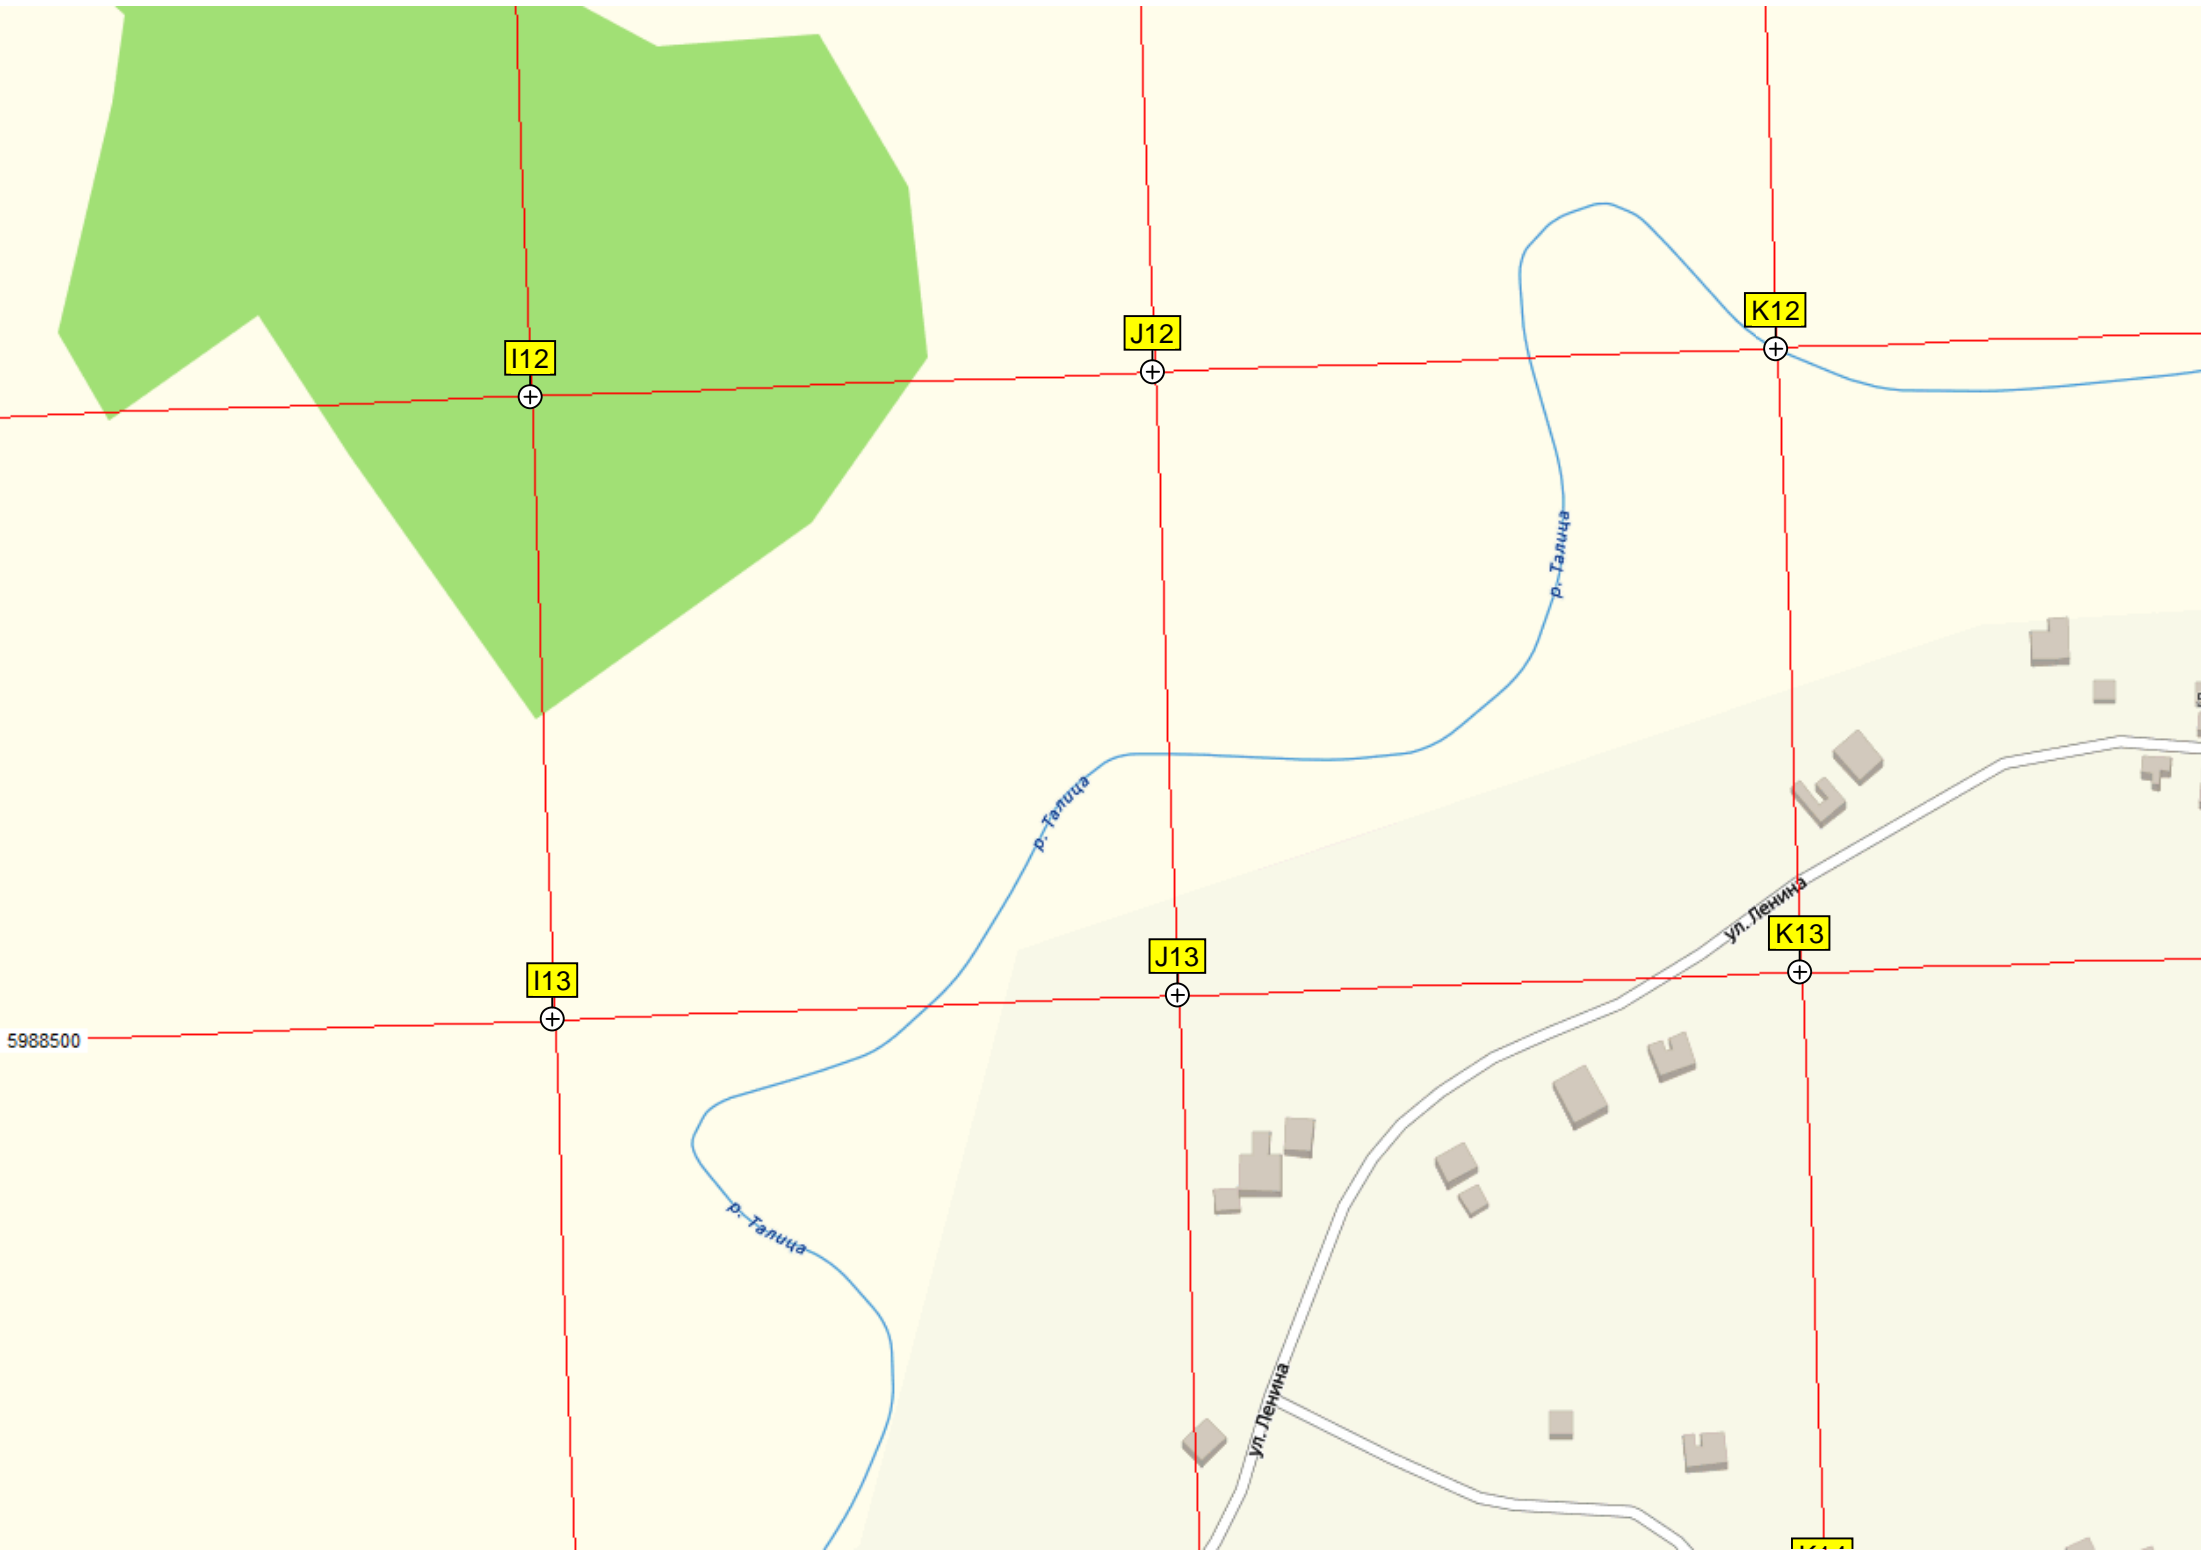 K12
J12
I12
р. Талица
р. Талица
ул. Ленина
K13
J13
I13
5988500
р. Талица
ул. Ленина